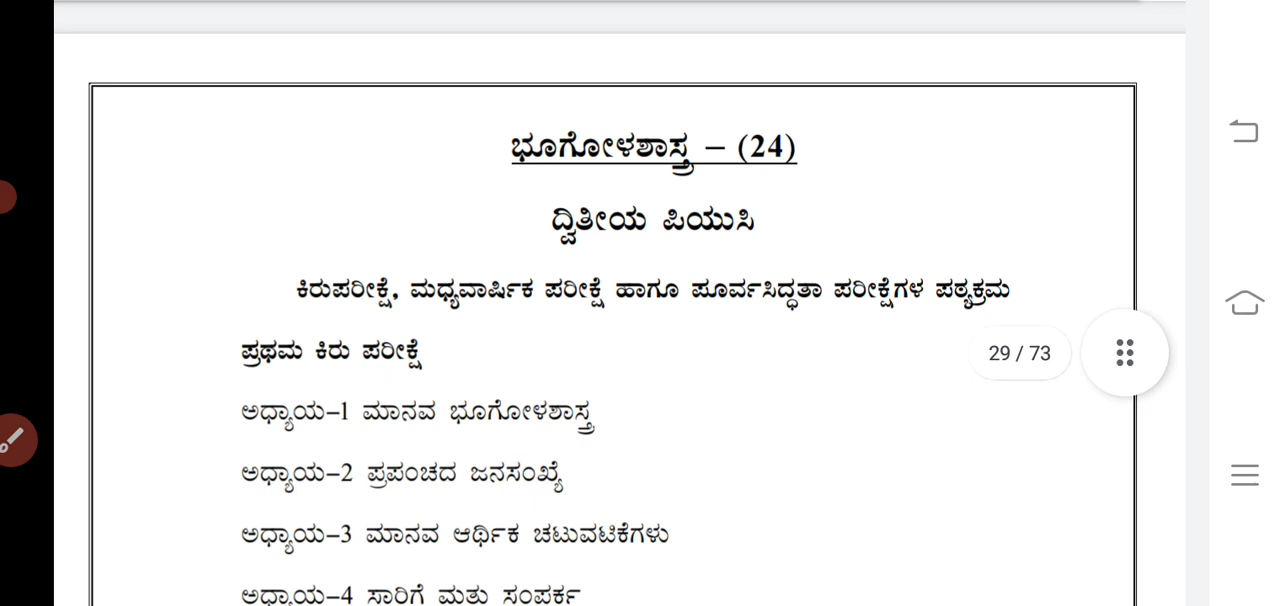 ಭೂಗೋಳಶಾಸ್ತ್ರ – (24)
ದ್ವಿತೀಯ ಪಿಯುಸಿ
ಕಿರುಪರೀಕ್ಷೆ, ಮಧ್ಯವಾರ್ಷಿಕ ಪರೀಕ್ಷೆ ಹಾಗೂ ಪೂರ್ವಸಿದ್ಧತಾ ಪರೀಕ್ಷೆಗಳ ಪಠ್ಯಕ್ರಮ
ಪ್ರಥಮ ಕಿರು ಪರೀಕ್ಷೆ
29 / 73
ಅಧ್ಯಾಯ–1 ಮಾನವ ಭೂಗೋಳಶಾಸ್ತ್ರ
ಅಧ್ಯಾಯ–2 ಪ್ರಪಂಚದ ಜನಸಂಖ್ಯೆ
ಅಧ್ಯಾಯ–3 ಮಾನವ ಆರ್ಥಿಕ ಚಟುವಟಿಕೆಗಳು
ಅಧ್ಯಾಯ–4 ಸಾರಿಗೆ ಮತ್ತು ಸಂಪರ್ಕ